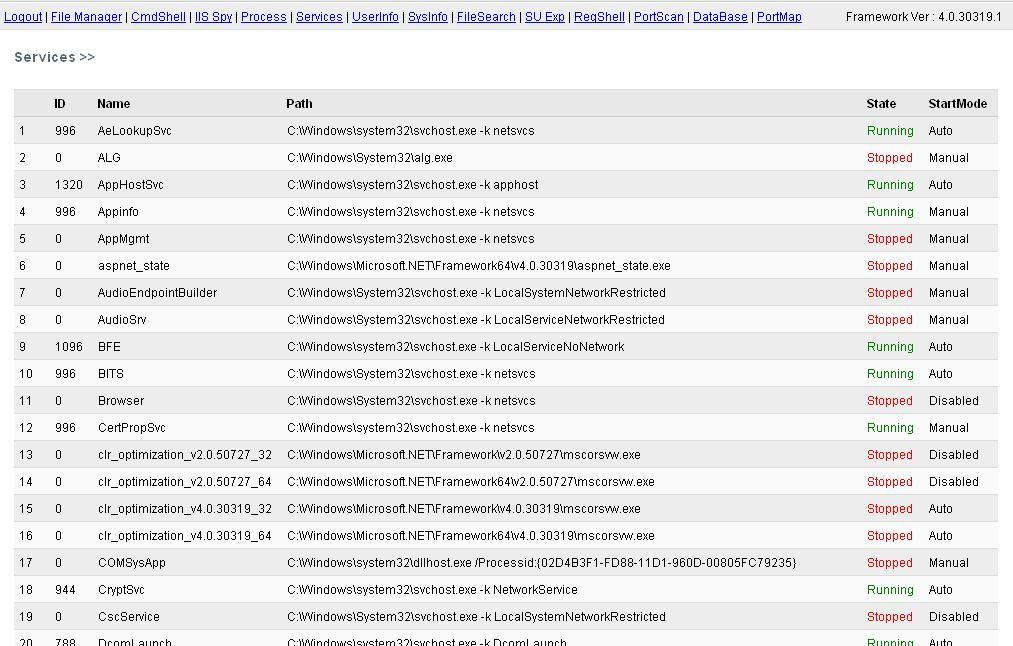 Logout | File Manager | CmdShell | IIS Spy | Process | Services | UserInfo | SysInfo | FileSearch | SU Exp | RegShell | PortScan | DataBase | PortMap Framework Ver : 4.0.30319.1
Services >>
ID Name Path State StartMode
1 996 AeLookupSvc C:\Windows\system32\svchost.exe -k netsvcs Running Auto
2 0 ALG C:\Windows\System32\alg.exe Stopped Manual
3 1320 AppHostSvc C:\Windows\system32\svchost.exe -k apphost Running Auto
4 996 Appinfo C:\Windows\system32\svchost.exe -k netsvcs Running Manual
5 0 AppMgmt C:\Windows\system32\svchost.exe -k netsvcs Stopped Manual
6 0 aspnet_state C:\Windows\Microsoft.NET\Framework64\v4.0.30319\aspnet_state.exe Stopped Manual
7 0 AudioEndpointBuilder C:\Windows\System32\svchost.exe -k LocalSystemNetworkRestricted Stopped Manual
8 0 AudioSrv C:\Windows\System32\svchost.exe -k LocalServiceNetworkRestricted Stopped Manual
9 1096 BFE C:\Windows\system32\svchost.exe -k LocalServiceNoNetwork Running Auto
10 996 BITS C:\Windows\System32\svchost.exe -k netsvcs Running Auto
11 0 Browser C:\Windows\System32\svchost.exe -k netsvcs Stopped Disabled
12 996 CertPropSvc C:\Windows\system32\svchost.exe -k netsvcs Running Manual
13 0 clr_optimization_v2.0.50727_32 C:\Windows\Microsoft.NET\Framework\v2.0.50727\mscorsvw.exe Stopped Disabled
14 0 clr_optimization_v2.0.50727_64 C:\Windows\Microsoft.NET\Framework64\v2.0.50727\mscorsvw.exe Stopped Disabled
15 0 clr_optimization_v4.0.30319_32 C:\Windows\Microsoft.NET\Framework\v4.0.30319\mscorsvw.exe Stopped Auto
16 0 clr_optimization_v4.0.30319_64 C:\Windows\Microsoft.NET\Framework64\v4.0.30319\mscorsvw.exe Stopped Auto
17 0 COMSysApp C:\Windows\system32\dllhost.exe /Processid:{02D4B3F1-FD88-11D1-960D-00805FC79235} Stopped Manual
18 944 CryptSvc C:\Windows\system32\svchost.exe -k NetworkService Running Auto
19 0 CscService C:\Windows\System32\svchost.exe -k LocalSystemNetworkRestricted Stopped Disabled
20 788 DcomLaunch C:\Windows\system32\svchost.exe -k DcomLaunch Running Auto